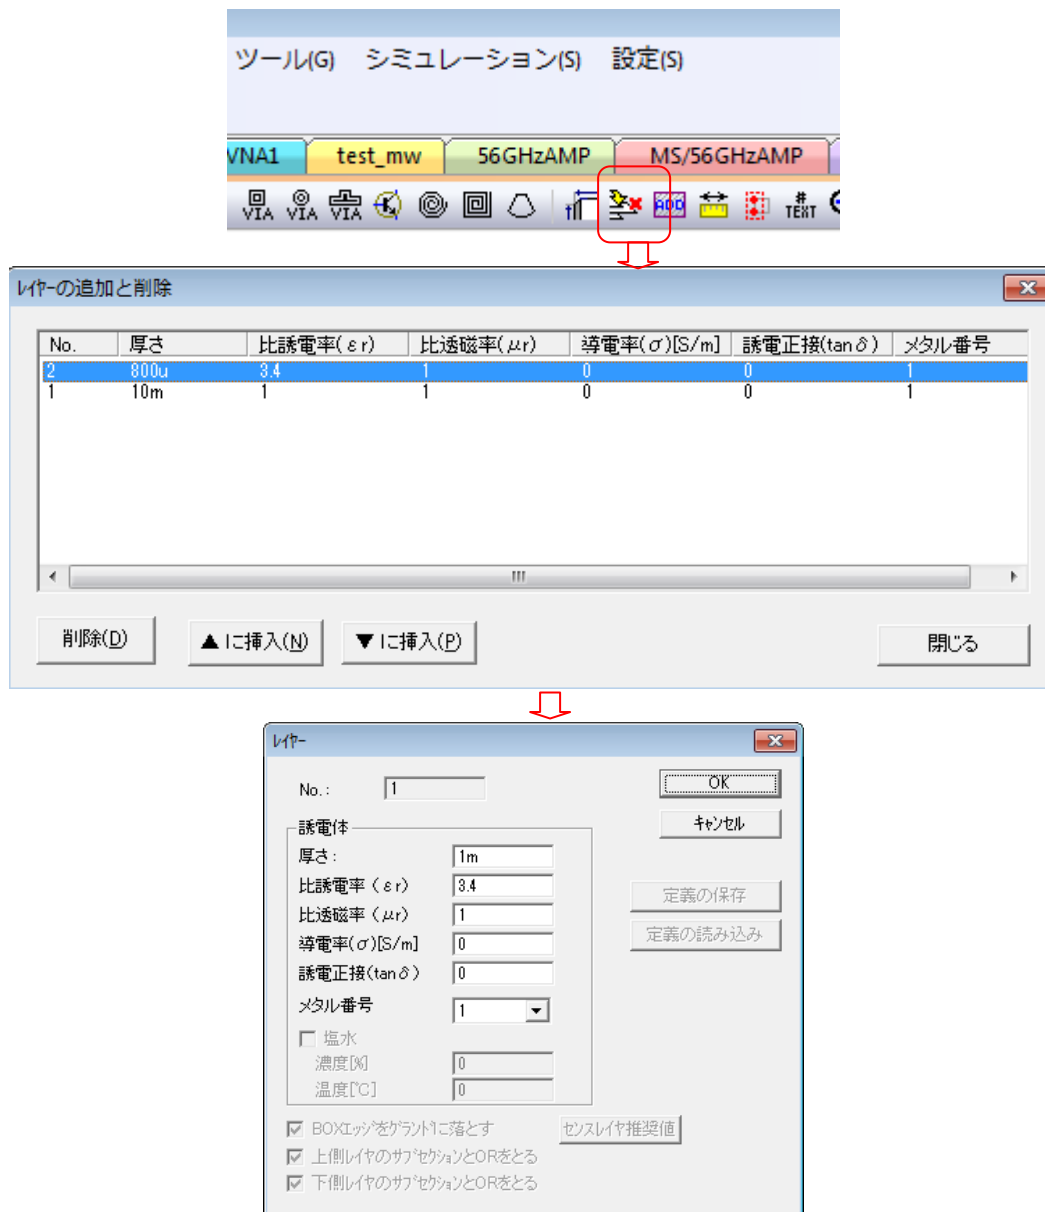 ツール(G) シミュレーション(S) 設定(S)
VNA1 test_mw 56GHzAMP MS/56GHzAMP
VIA VIA VIA ADD # TEXT
ﾚｲﾔｰの追加と削除
No. 厚さ 比誘電率(εr) 比透磁率(μr) 導電率(σ)[S/m] 誘電正接(tanδ) メタル番号
2 800u 3.4 1 0 0 1
1 10m 1 1 0 0 1
削除(D) ▲に挿入(N) ▼に挿入(P) 閉じる
ﾚｲﾔｰ
No.: 1 OK
キャンセル
誘電体
厚さ: 1m
比誘電率(εr) 3.4 定義の保存
比透磁率(μr) 1
導電率(σ)[S/m] 0 定義の読み込み
誘電正接(tanδ) 0
メタル番号 1
塩水
濃度[%] 0
温度[℃] 0
BOXｴｯｼﾞをｸﾞﾗﾝﾄﾞに落とす センスレイヤ推奨値
上側レイヤのサブセクションとORをとる
下側レイヤのサブセクションとORをとる